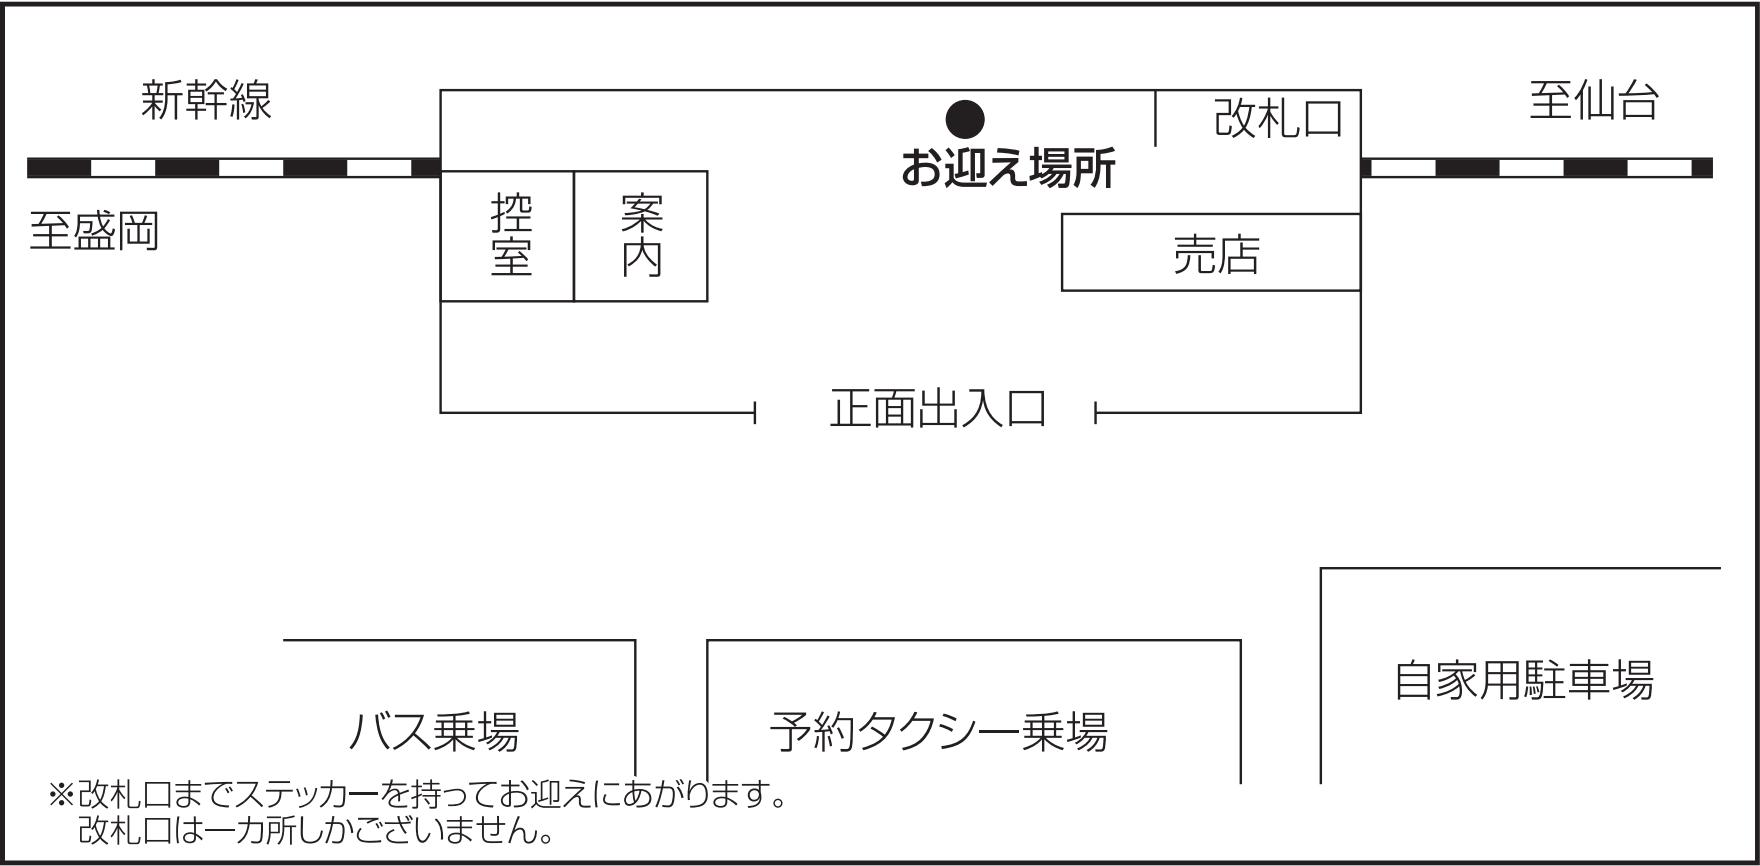 新幹線
至仙台
改札口
お迎え場所
至盛岡
控室
案内
売店
正面出入口
自家用駐車場
バス乗場
予約タクシー乗場
※改札口までステッカーを持ってお迎えにあがります。
改札口は一カ所しかございません。